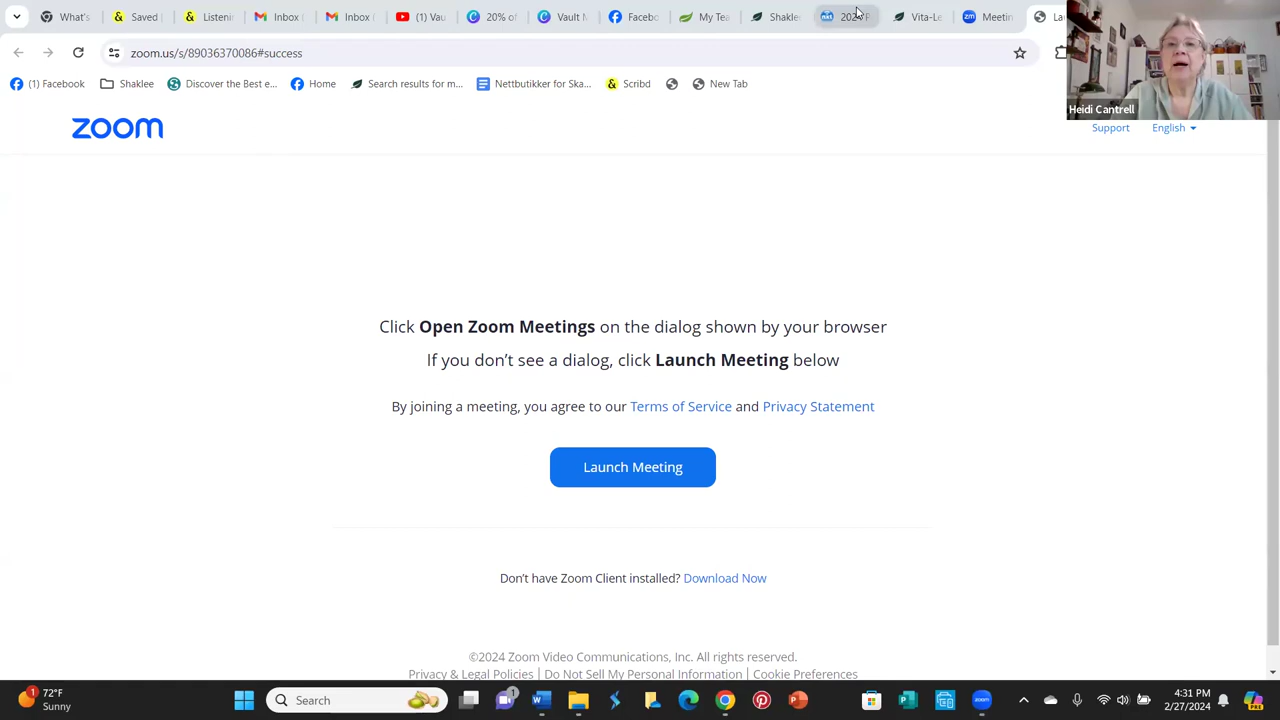 What's
Saved
Listenin
Inbox (
Inbox
(1) Vau
20% of
Vault
Facebo
My Tea
Shakle
Vita-Le
Meetin
zoom.us/s/89036370086#success
(1) Facebook
Shaklee
Discover the Best e...
Home
Search results for m...
Nettbutikker for Ska...
Scribd
New Tab
Heidi Cantrell
zoom
Support
English
Click Open Zoom Meetings on the dialog shown by your browser
If you don't see a dialog, click Launch Meeting below
By joining a meeting, you agree to our Terms of Service and Privacy Statement
Launch Meeting
Don't have Zoom Client installed? Download Now
©2024 Zoom Video Communications, Inc. All rights reserved.
Privacy & Legal Policies | Do Not Sell My Personal Information | Cookie Preferences
1
72°F
Sunny
Search
1
zoom
4:31 PM
2/27/2024
PRE